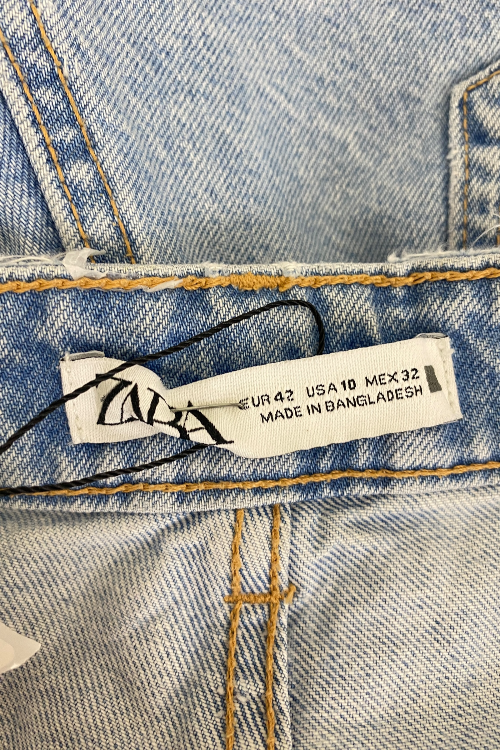 ZARA
EUR 42 USA 10 MEX 32
MADE IN BANGLADESH